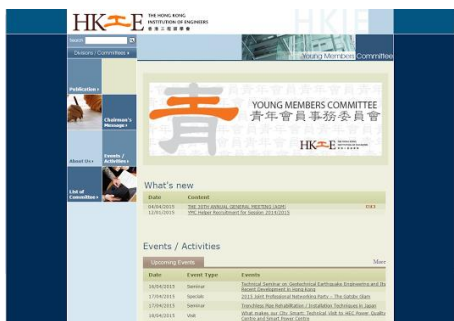 HKIE
THE HONG KONG
INSTITUTION OF ENGINEERS
香港工程師學會
HKIE
Search
Divisions / Committees
Young Members Committee
Publication
Chairman's
Message
About Us
Events /
Activities
List of
Committee
青
YOUNG MEMBERS COMMITTEE
青年會員事務委員會
HKIE
What's new
Date Content
04/04/2015 THE 30TH ANNUAL GENERAL MEETING (AGM)
12/01/2015 YMC Helper Recruitment for Session 2014/2015
Events / Activities
Upcoming Events
More
Date Event Type Events
16/04/2015 Seminar Technical Seminar on Geotechnical Earthquake Engineering and its
Recent Development in Hong Kong
17/04/2015 Specials 2015 Joint Professional Networking Party – The Gatsby Glam
17/04/2015 Seminar Trenchless Pipe Rehabilitation / Installation Techniques in Japan
18/04/2015 Visit What makes our City Smart: Technical Visit to AEC Power Quality
Centre and Smart Power Centre